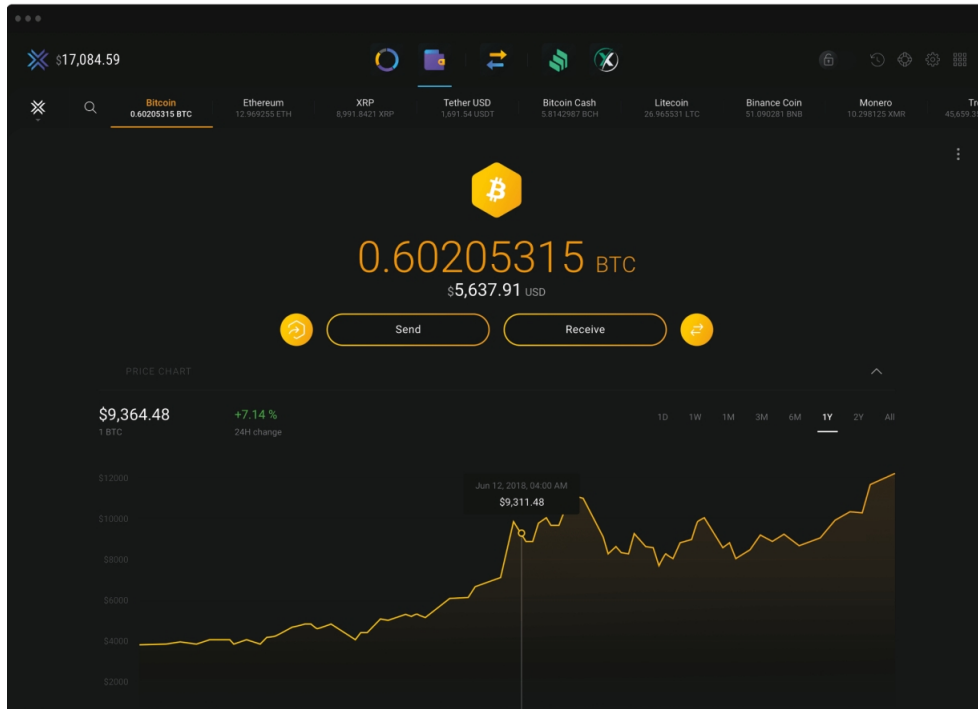 $17,084.59
Bitcoin Ethereum XRP Tether USD Bitcoin Cash Litecoin Binance Coin Monero
0.60205315 BTC 12.969255 ETH 8,991.8421 XRP 1,691.54 USDT 5.8142987 BCH 26.965531 LTC 51.090281 BNB 10.298125 XMR
0.60205315 BTC
$5,637.91 USD
Send Receive
PRICE CHART
$9,364.48 +7.14 % 1D 1W 1M 3M 6M 1Y 2Y All
1 BTC 24H change
$12000
Jun 12, 2018, 04:00 AM
$9,311.48
$10000
$8000
$6000
$4000
$2000